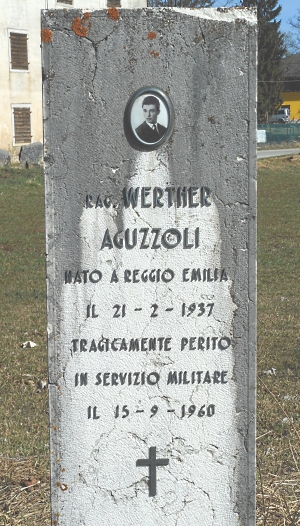 RAG. WERTHER
AGUZZOLI
NATO A REGGIO EMILIA
IL 21-2-1937
TRAGICAMENTE PERITO
IN SERVIZIO MILITARE
IL 15-9-1960